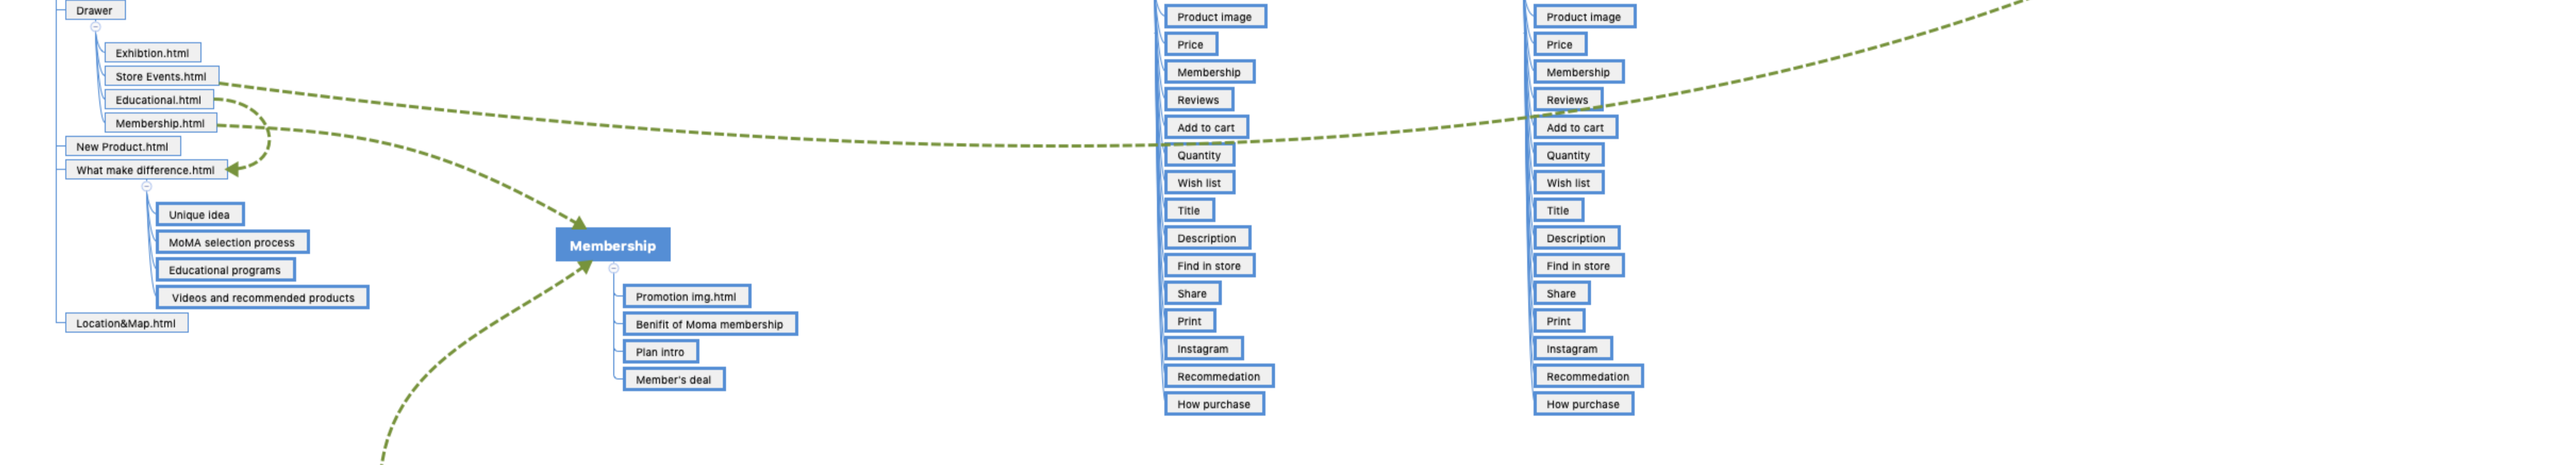 Drawer
Exhibtion.html
Store Events.html
Educational.html
Membership.html
New Product.html
What make difference.html
Unique idea
MoMA selection process
Educational programs
Videos and recommended products
Location&Map.html
Membership
Promotion img.html
Benifit of Moma membership
Plan intro
Member's deal
Product image
Price
Membership
Reviews
Add to cart
Quantity
Wish list
Title
Description
Find in store
Share
Print
Instagram
Recommedation
How purchase
Product image
Price
Membership
Reviews
Add to cart
Quantity
Wish list
Title
Description
Find in store
Share
Print
Instagram
Recommedation
How purchase